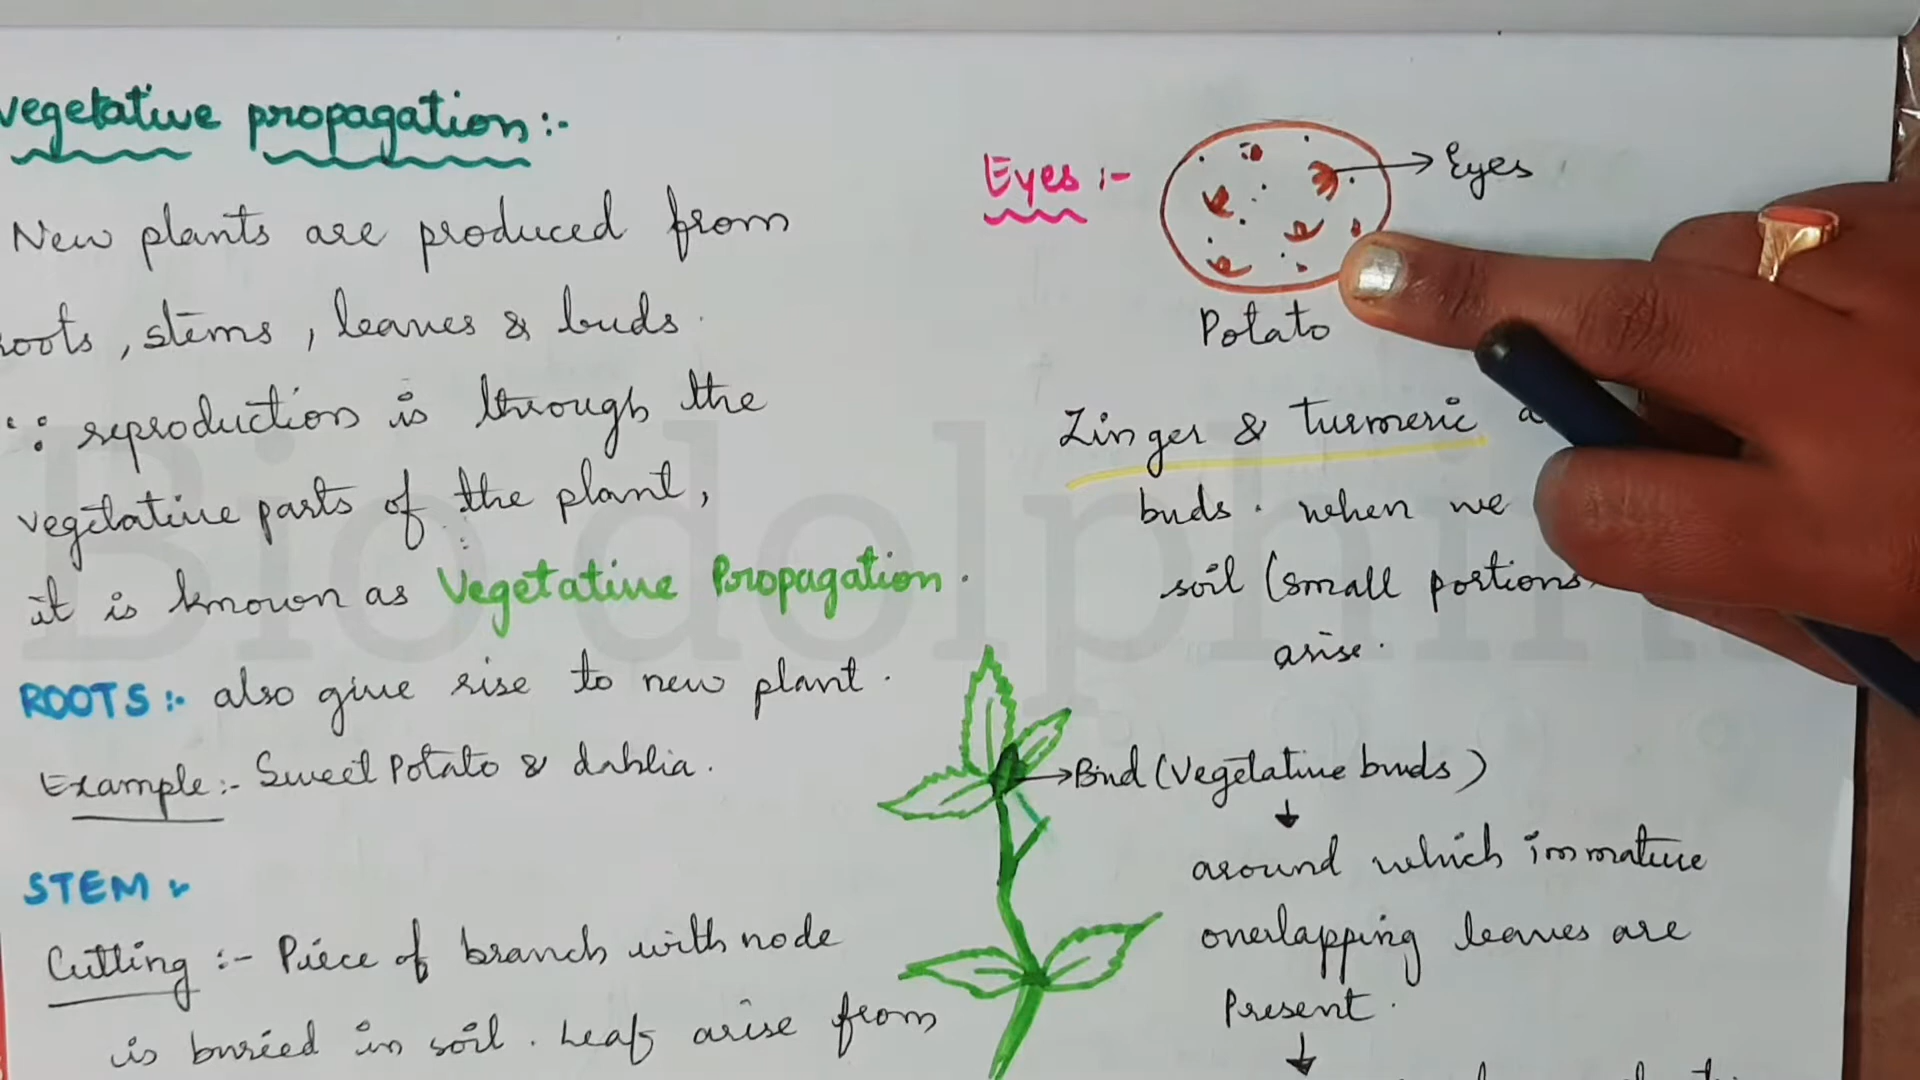 vegetative propagation:-
New plants are produced from
roots, stems, leaves & buds.
∵ reproduction is through the
vegetative parts of the plant,
it is known as Vegetative Propagation.
ROOTS:- also give rise to new plant.
Example:- Sweet Potato & dahlia.
STEM:
Cutting:- Piece of branch with node
is buried in soil. Leaf arise from
Eyes:-
Eyes
Potato
Zinger & turmeric
buds. when we
soil (small portions)
arise.
Bud (Vegetative buds)
around which immature
overlapping leaves are
Present.
Bio dolphin